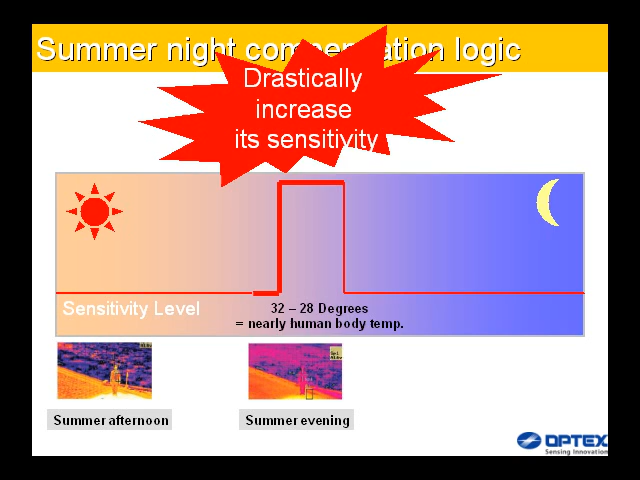 Summer night compensation logic
Drastically
increase
its sensitivity
Sensitivity Level
32 – 28 Degrees
= nearly human body temp.
Summer afternoon
Summer evening
OPTEX
Sensing Innovation